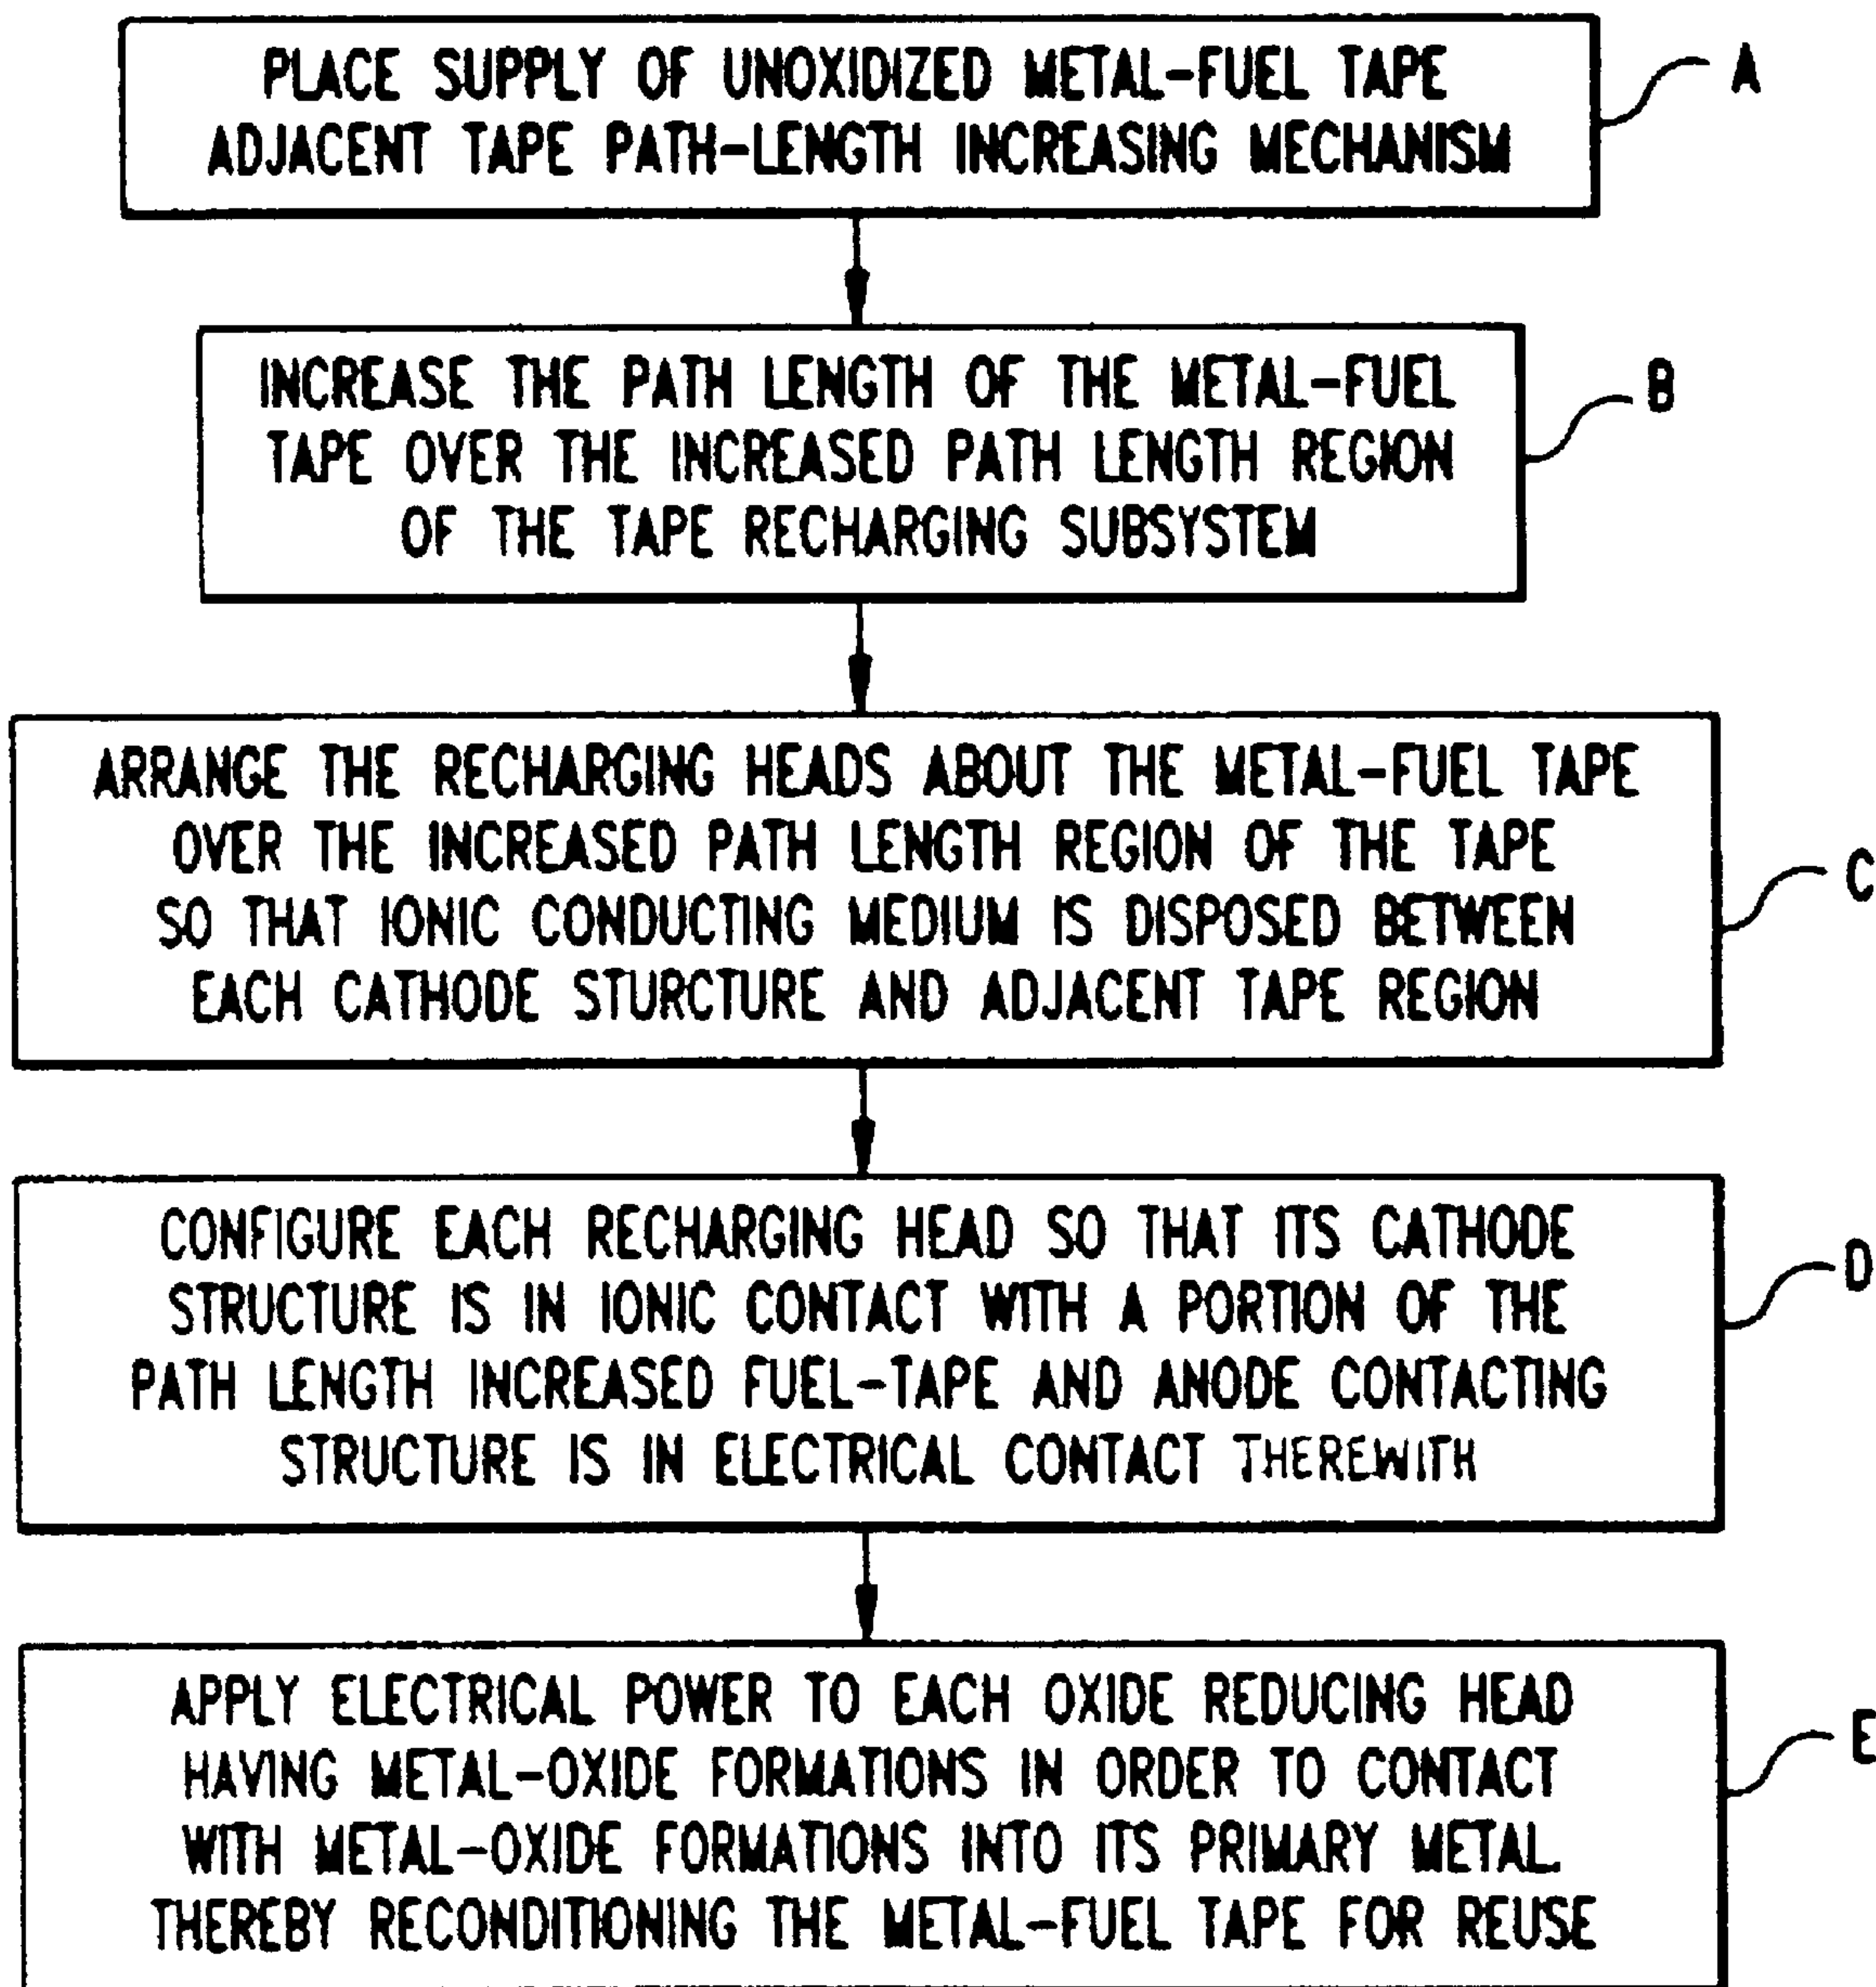 PLACE SUPPLY OF UNOXIDIZED METAL-FUEL TAPE
ADJACENT TAPE PATH-LENGTH INCREASING MECHANISM
A
INCREASE THE PATH LENGTH OF THE METAL-FUEL
TAPE OVER THE INCREASED PATH LENGTH REGION
OF THE TAPE RECHARGING SUBSYSTEM
B
ARRANGE THE RECHARGING HEADS ABOUT THE METAL-FUEL TAPE
OVER THE INCREASED PATH LENGTH REGION OF THE TAPE
SO THAT IONIC CONDUCTING MEDIUM IS DISPOSED BETWEEN
EACH CATHODE STURCTURE AND ADJACENT TAPE REGION
C
CONFIGURE EACH RECHARGING HEAD SO THAT ITS CATHODE
STRUCTURE IS IN IONIC CONTACT WITH A PORTION OF THE
PATH LENGTH INCREASED FUEL-TAPE AND ANODE CONTACTING
STRUCTURE IS IN ELECTRICAL CONTACT THEREWITH
D
APPLY ELECTRICAL POWER TO EACH OXIDE REDUCING HEAD
HAVING METAL-OXIDE FORMATIONS IN ORDER TO CONTACT
WITH METAL-OXIDE FORMATIONS INTO ITS PRIMARY METAL.
THEREBY RECONDITIONING THE METAL-FUEL TAPE FOR REUSE
E